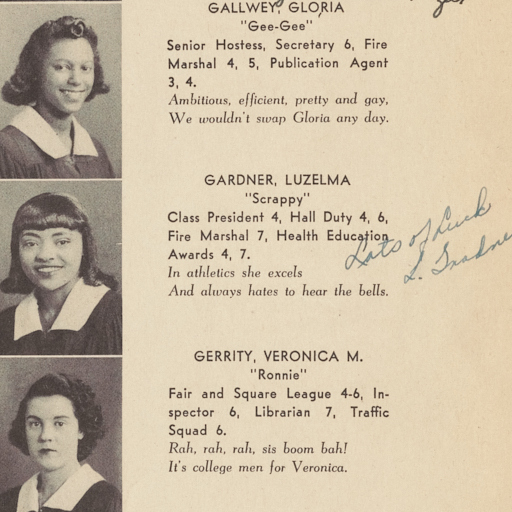 GALLWEY, GLORIA
"Gee-Gee"
Senior Hostess, Secretary 6, Fire
Marshal 4, 5, Publication Agent
3, 4.
Ambitious, efficient, pretty and gay,
We wouldn't swap Gloria any day.
GARDNER, LUZELMA
"Scrappy"
Class President 4, Hall Duty 4, 6,
Fire Marshal 7, Health Education
Awards 4, 7.
In athletics she excels
And always hates to hear the bells.
Lots of Luck
L.
GERRITY, VERONICA M.
"Ronnie"
Fair and Square League 4-6, In-
spector 6, Librarian 7, Traffic
Squad 6.
Rah, rah, rah, sis boom bah!
It's college men for Veronica.